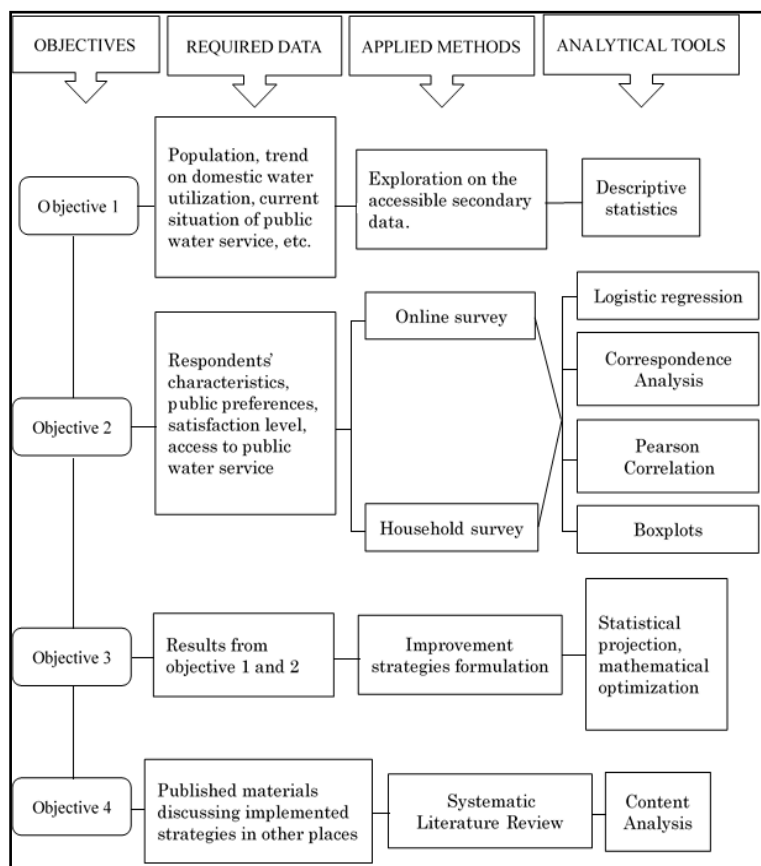 OBJECTIVES
REQUIRED DATA
APPLIED METHODS
ANALYTICAL TOOLS
Objective 1
Population, trend
on domestic water
utilization, current
situation of public
water service, etc.
Exploration on the
accessible secondary
data.
Descriptive
statistics
Objective 2
Respondents'
characteristics,
public preferences,
satisfaction level,
access to public
water service
Online survey
Household survey
Logistic regression
Correspondence
Analysis
Pearson
Correlation
Boxplots
Objective 3
Results from
objective 1 and 2
Improvement
strategies formulation
Statistical
projection,
mathematical
optimization
Objective 4
Published materials
discussing implemented
strategies in other places
Systematic
Literature Review
Content
Analysis